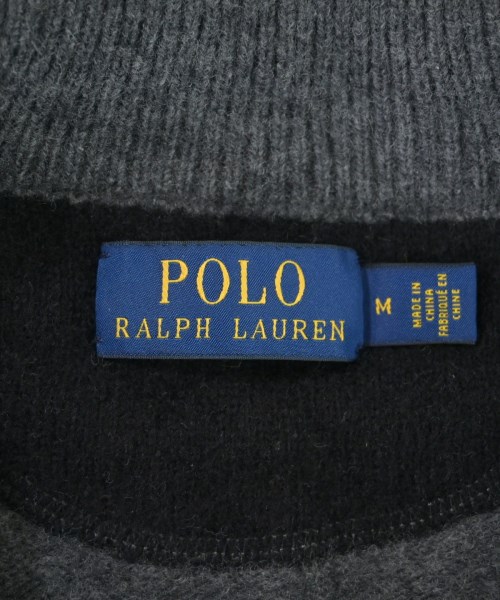 POLO
RALPH LAUREN
M
MADE IN
CHINA
FABRIQUÉ EN
CHINE